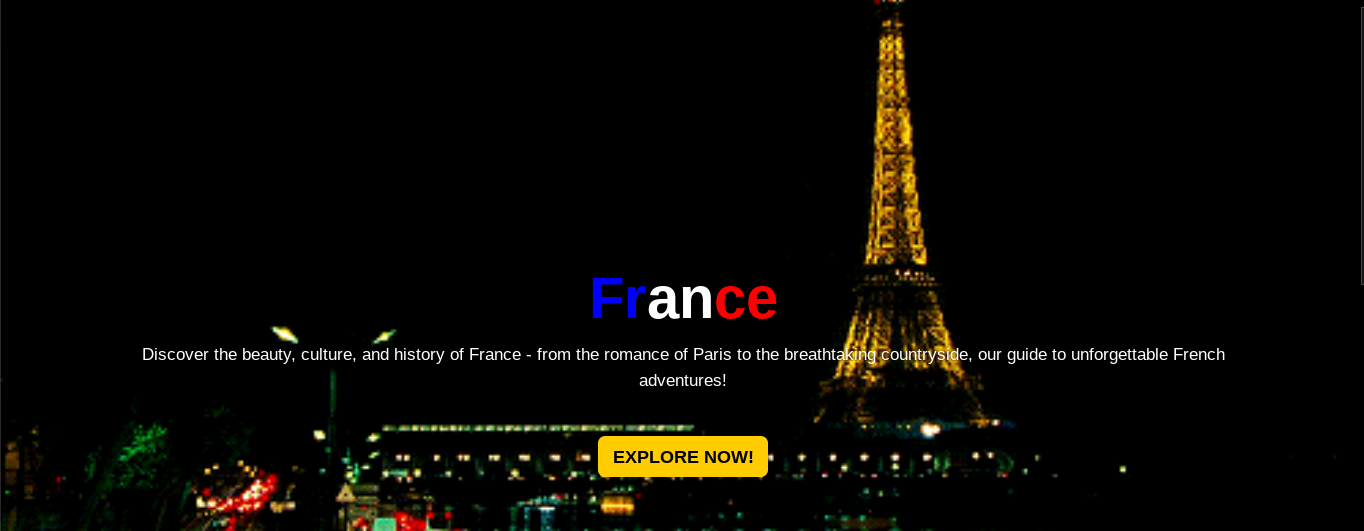 France
Discover the beauty, culture, and history of France - from the romance of Paris to the breathtaking countryside, our guide to unforgettable French
adventures!
EXPLORE NOW!